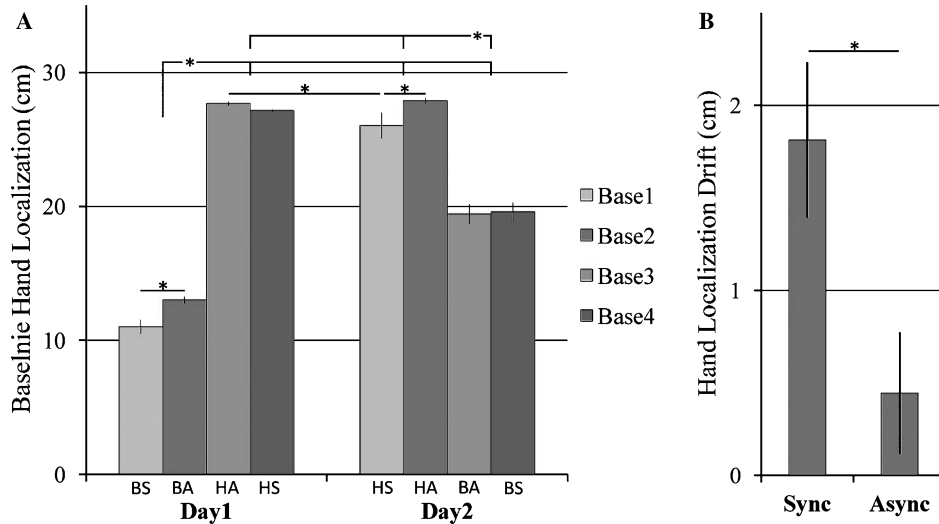 A
Baselnie Hand Localization (cm)
30
20
10
0
*
*
*
*
*
BS BA HA HS
Day1
HS HA BA BS
Day2
Base1
Base2
Base3
Base4
B
Hand Localization Drift (cm)
2
1
0
*
Sync Async